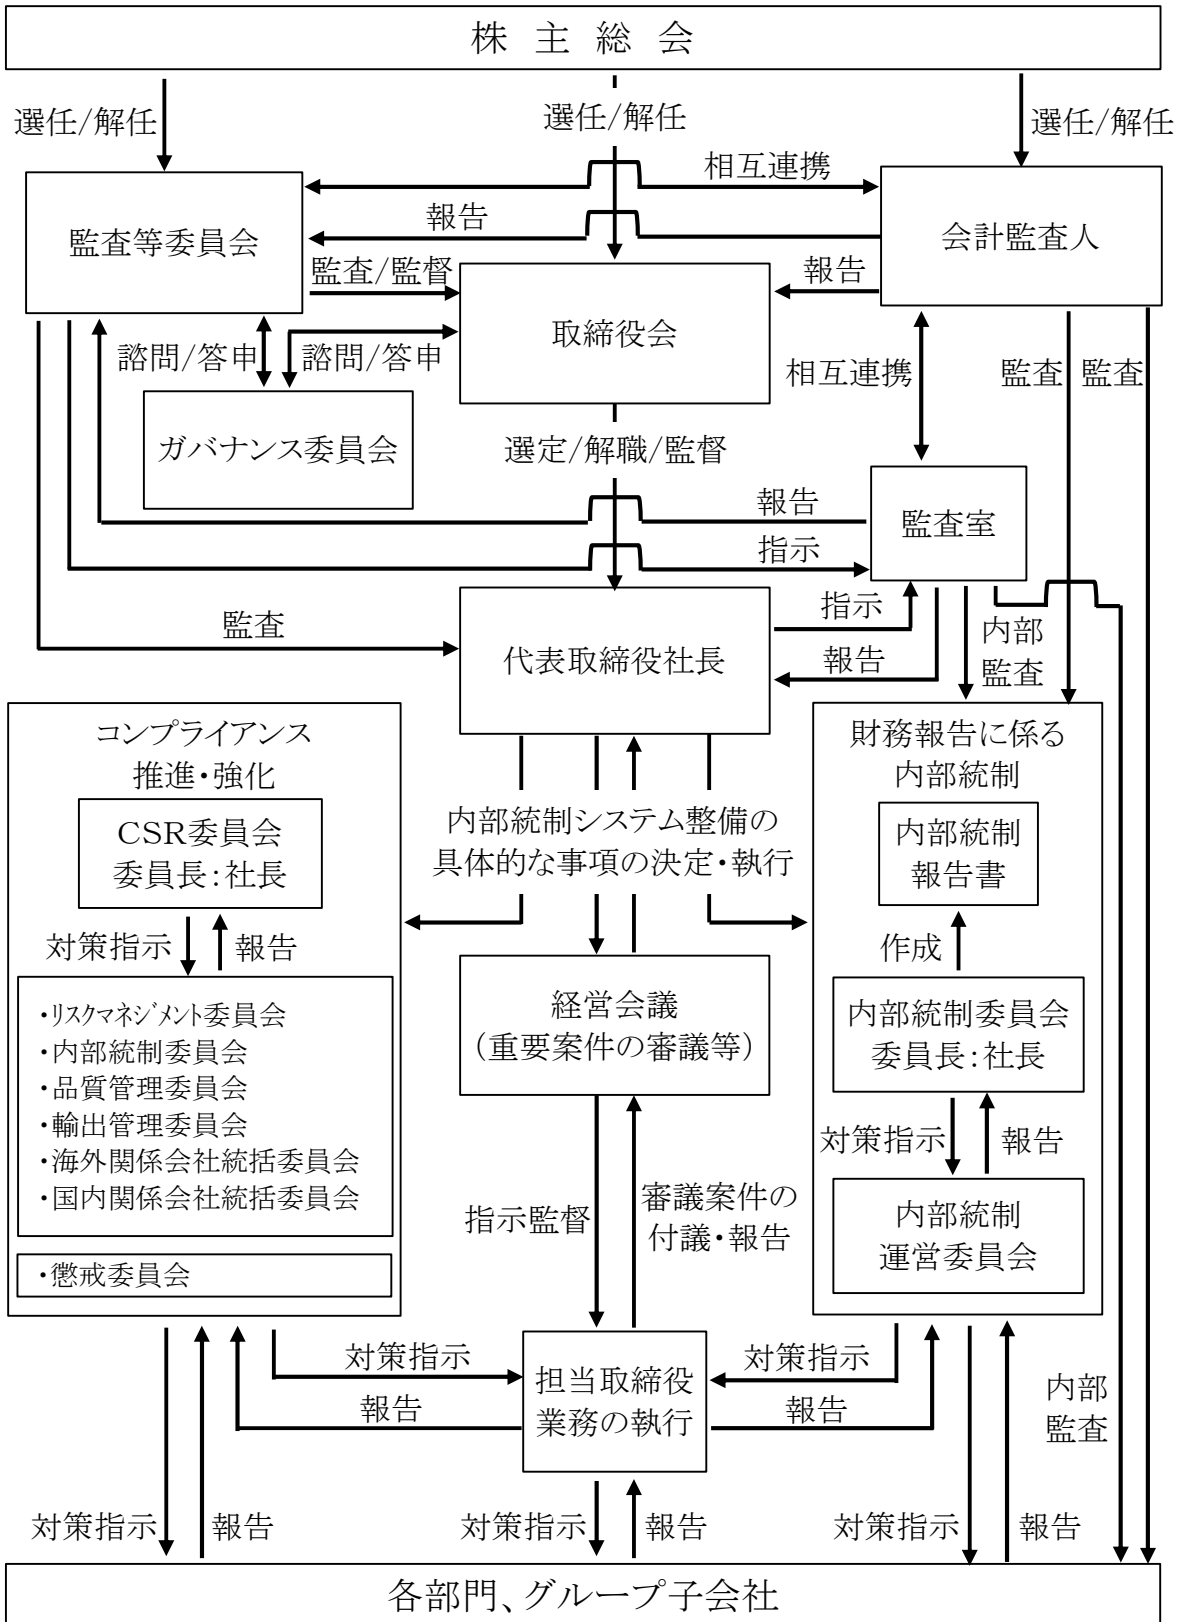 株 主 総 会
選任/解任
選任/解任
選任/解任
相互連携
報告
監査等委員会
会計監査人
監査/監督
報告
取締役会
諮問/答申
諮問/答申
相互連携
監査
監査
ガバナンス委員会
選定/解職/監督
報告
監査室
指示
指示
監査
内部
監査
代表取締役社長
報告
コンプライアンス
推進・強化
財務報告に係る
内部統制
CSR委員会
委員長：社長
内部統制システム整備の
具体的な事項の決定・執行
内部統制
報告書
対策指示
報告
作成
・リスクマネジメント委員会
・内部統制委員会
・品質管理委員会
・輸出管理委員会
・海外関係会社統括委員会
・国内関係会社統括委員会
経営会議
（重要案件の審議等）
内部統制委員会
委員長：社長
対策指示
報告
指示監督
審議案件の
付議・報告
内部統制
運営委員会
・懲戒委員会
対策指示
担当取締役
業務の執行
対策指示
報告
報告
内部
監査
対策指示
報告
対策指示
報告
対策指示
報告
各部門、グループ子会社